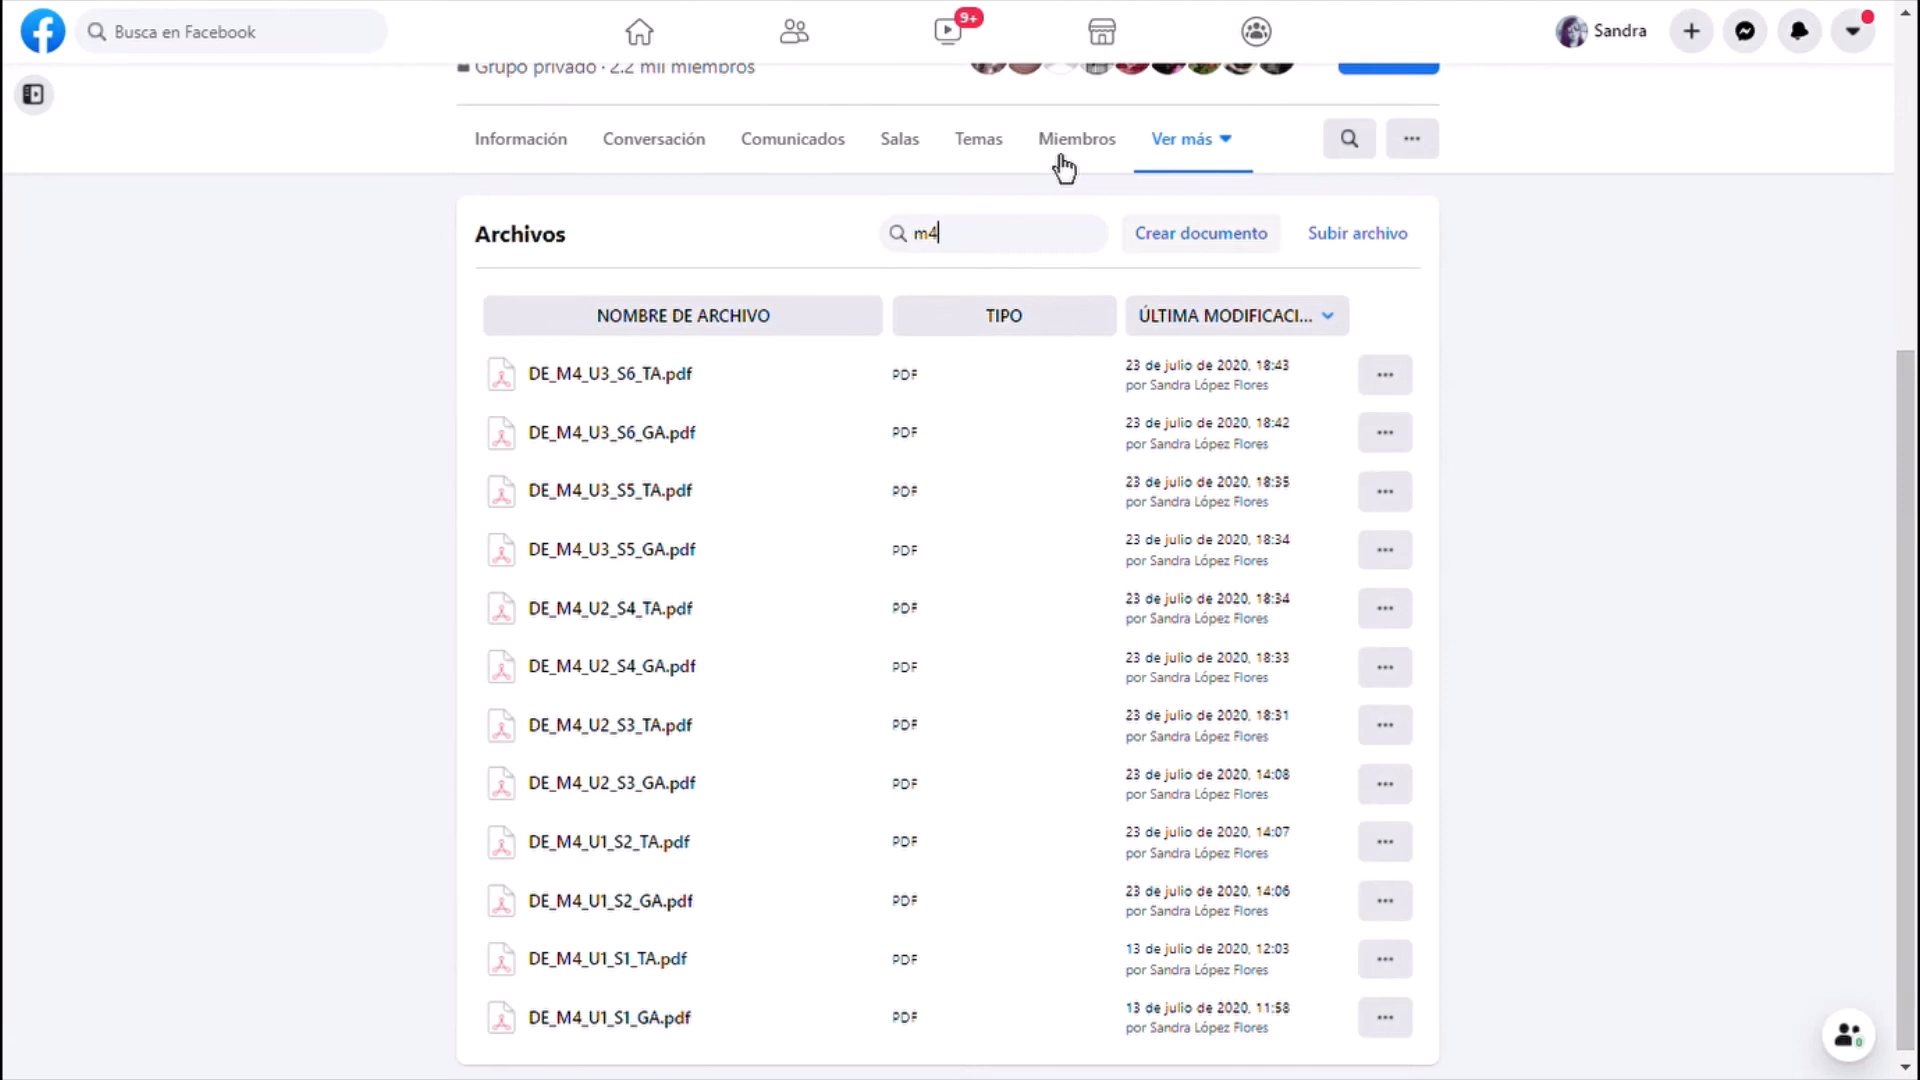 Busca en Facebook
9+
Sandra
Grupo privado · 2.2 mil miembros
Información
Conversación
Comunicados
Salas
Temas
Miembros
Ver más
Archivos
m4
Crear documento
Subir archivo
NOMBRE DE ARCHIVO
TIPO
ÚLTIMA MODIFICACI...
DE_M4_U3_S6_TA.pdf
PDF
23 de julio de 2020, 18:43
por Sandra López Flores
DE_M4_U3_S6_GA.pdf
PDF
23 de julio de 2020, 18:42
por Sandra López Flores
DE_M4_U3_S5_TA.pdf
PDF
23 de julio de 2020, 18:35
por Sandra López Flores
DE_M4_U3_S5_GA.pdf
PDF
23 de julio de 2020, 18:34
por Sandra López Flores
DE_M4_U2_S4_TA.pdf
PDF
23 de julio de 2020, 18:34
por Sandra López Flores
DE_M4_U2_S4_GA.pdf
PDF
23 de julio de 2020, 18:33
por Sandra López Flores
DE_M4_U2_S3_TA.pdf
PDF
23 de julio de 2020, 18:31
por Sandra López Flores
DE_M4_U2_S3_GA.pdf
PDF
23 de julio de 2020, 14:08
por Sandra López Flores
DE_M4_U1_S2_TA.pdf
PDF
23 de julio de 2020, 14:07
por Sandra López Flores
DE_M4_U1_S2_GA.pdf
PDF
23 de julio de 2020, 14:06
por Sandra López Flores
DE_M4_U1_S1_TA.pdf
PDF
13 de julio de 2020, 12:03
por Sandra López Flores
DE_M4_U1_S1_GA.pdf
PDF
13 de julio de 2020, 11:58
por Sandra López Flores
0